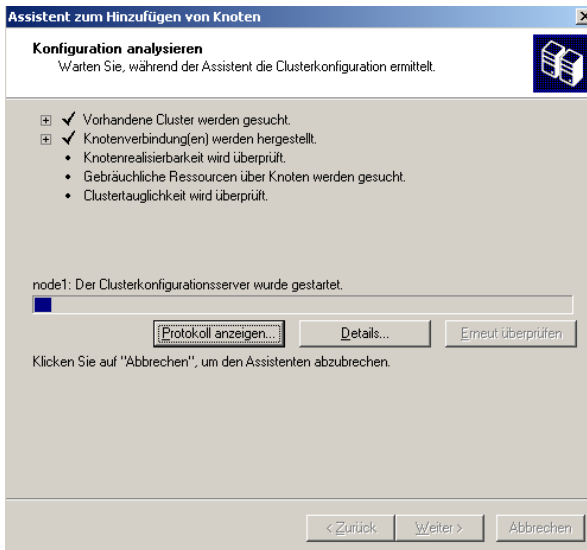 Assistent zum Hinzufügen von Knoten
Konfiguration analysieren
Warten Sie, während der Assistent die Clusterkonfiguration ermittelt.
Vorhandene Cluster werden gesucht.
Knotenverbindung(en) werden hergestellt.
Knotenrealisierbarkeit wird überprüft.
Gebräuchliche Ressourcen über Knoten werden gesucht.
Clustertauglichkeit wird überprüft.
node1: Der Clusterkonfigurationsserver wurde gestartet.
Protokoll anzeigen... Details... Erneut überprüfen
Klicken Sie auf "Abbrechen", um den Assistenten abzubrechen.
< Zurück Weiter > Abbrechen